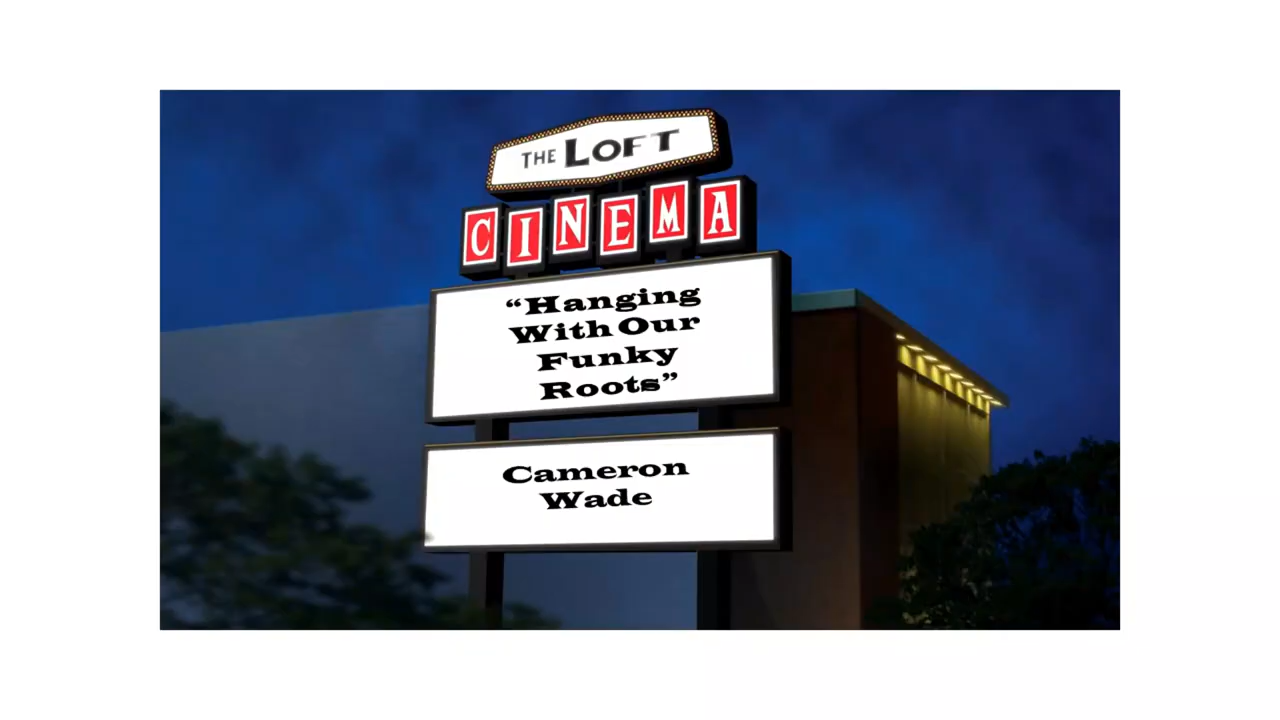 THE LOFT
CINEMA
“Hanging
With Our
Funky
Roots”
Cameron
Wade